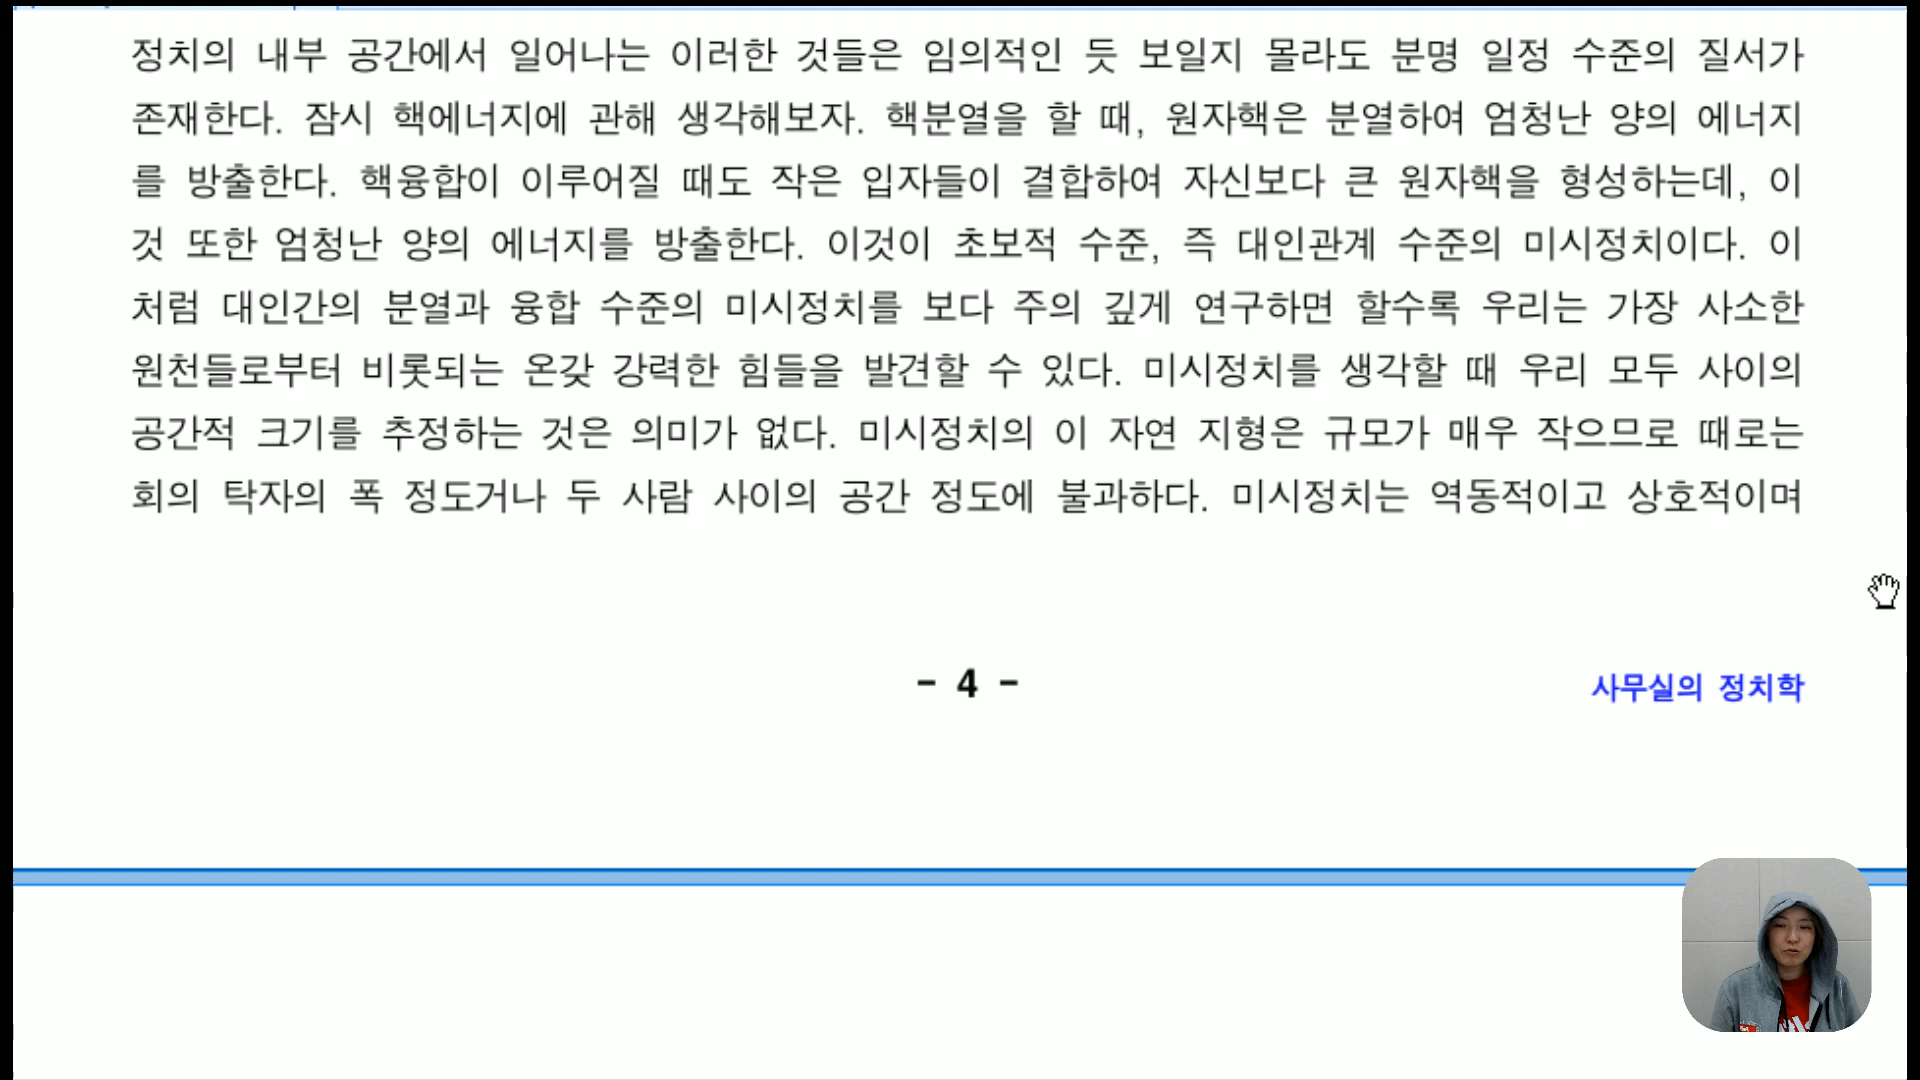 정치의 내부 공간에서 일어나는 이러한 것들은 임의적인 듯 보일지 몰라도 분명 일정 수준의 질서가
존재한다. 잠시 핵에너지에 관해 생각해보자. 핵분열을 할 때, 원자핵은 분열하여 엄청난 양의 에너지
를 방출한다. 핵융합이 이루어질 때도 작은 입자들이 결합하여 자신보다 큰 원자핵을 형성하는데, 이
것 또한 엄청난 양의 에너지를 방출한다. 이것이 초보적 수준, 즉 대인관계 수준의 미시정치이다. 이
처럼 대인간의 분열과 융합 수준의 미시정치를 보다 주의 깊게 연구하면 할수록 우리는 가장 사소한
원천들로부터 비롯되는 온갖 강력한 힘들을 발견할 수 있다. 미시정치를 생각할 때 우리 모두 사이의
공간적 크기를 추정하는 것은 의미가 없다. 미시정치의 이 자연 지형은 규모가 매우 작으므로 때로는
회의 탁자의 폭 정도거나 두 사람 사이의 공간 정도에 불과하다. 미시정치는 역동적이고 상호적이며
- 4 -
사무실의 정치학